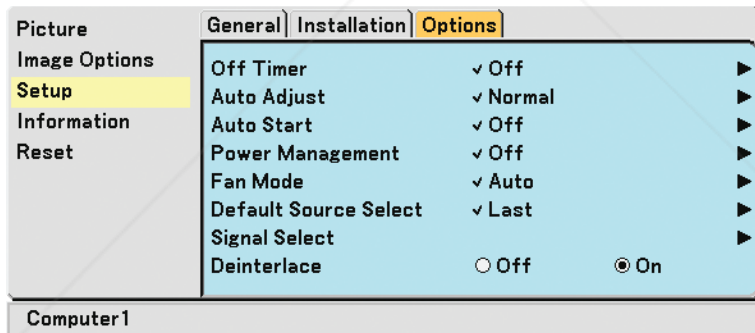 Picture
Image Options
Setup
Information
Reset
General Installation Options
Off Timer ✓ Off
Auto Adjust ✓ Normal
Auto Start ✓ Off
Power Management ✓ Off
Fan Mode ✓ Auto
Default Source Select ✓ Last
Signal Select
Deinterlace Off On
Computer1